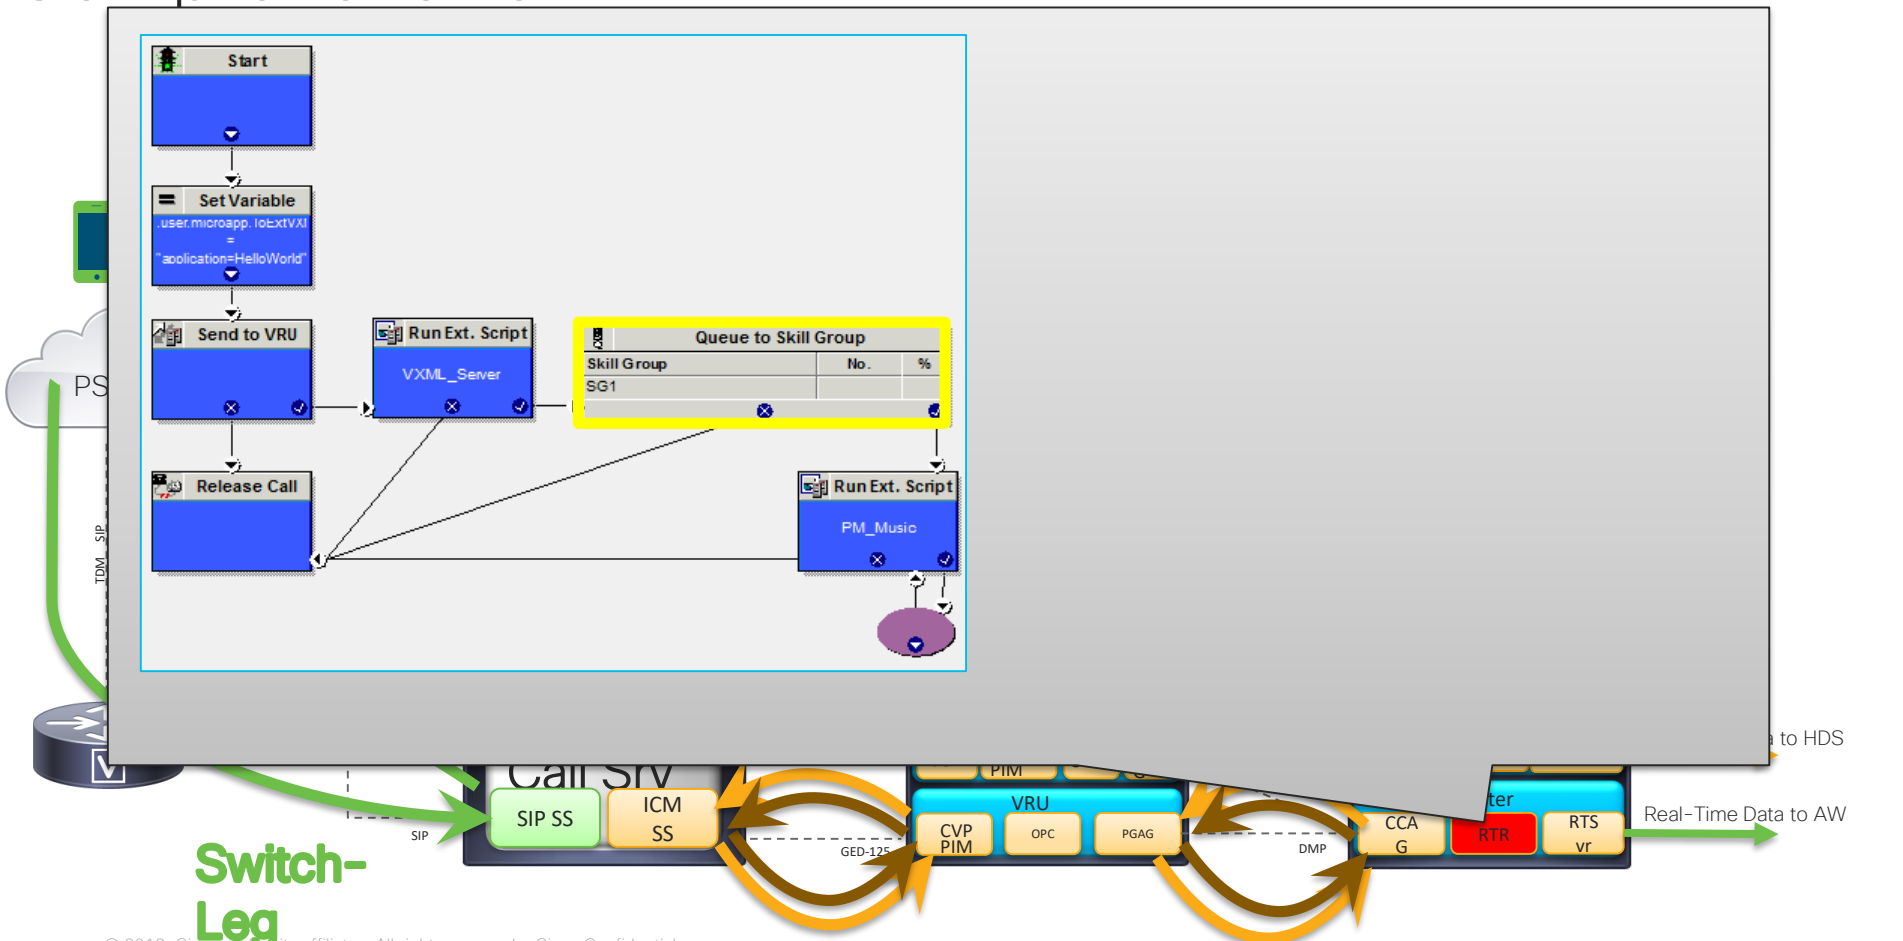 Start
Set Variable
.user.microapp.ToExtVXI
=
"application=HelloWorld"
Send to VRU
Run Ext. Script
VXML_Server
Queue to Skill Group
Skill Group No. %
SG1
Release Call
Run Ext. Script
PM_Music
PS
TDM SIP
a to HDS
Call Srv
PIM
SIP SS
ICM
SS
SIP
VRU
CVP
PIM
OPC
PGAG
GED-125
DMP
ter
CCA
G
RTR
RTS
vr
Real-Time Data to AW
Switch-
Leg